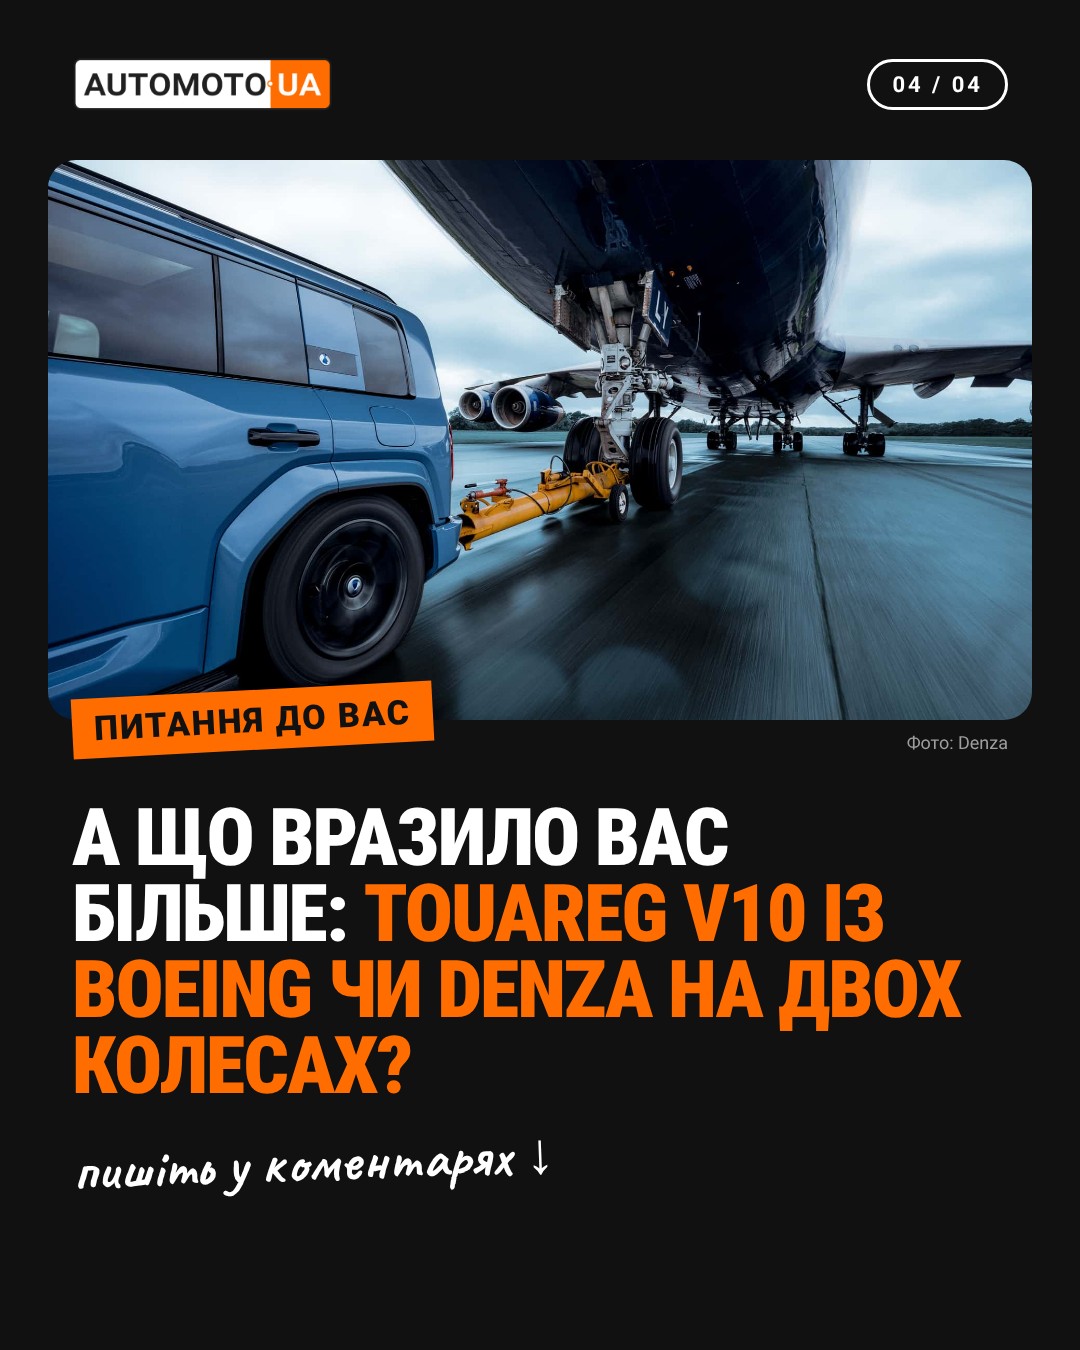 AUTOMOTO UA
04 / 04
LY
ПИТАННЯ ДО ВАС
Фото: Denza
А ЩО ВРАЗИЛО ВАС
БІЛЬШЕ: TOUAREG V10 ІЗ
BOEING ЧИ DENZA НА ДВОХ
КОЛЕСАХ?
пишіть у коментарях ↓